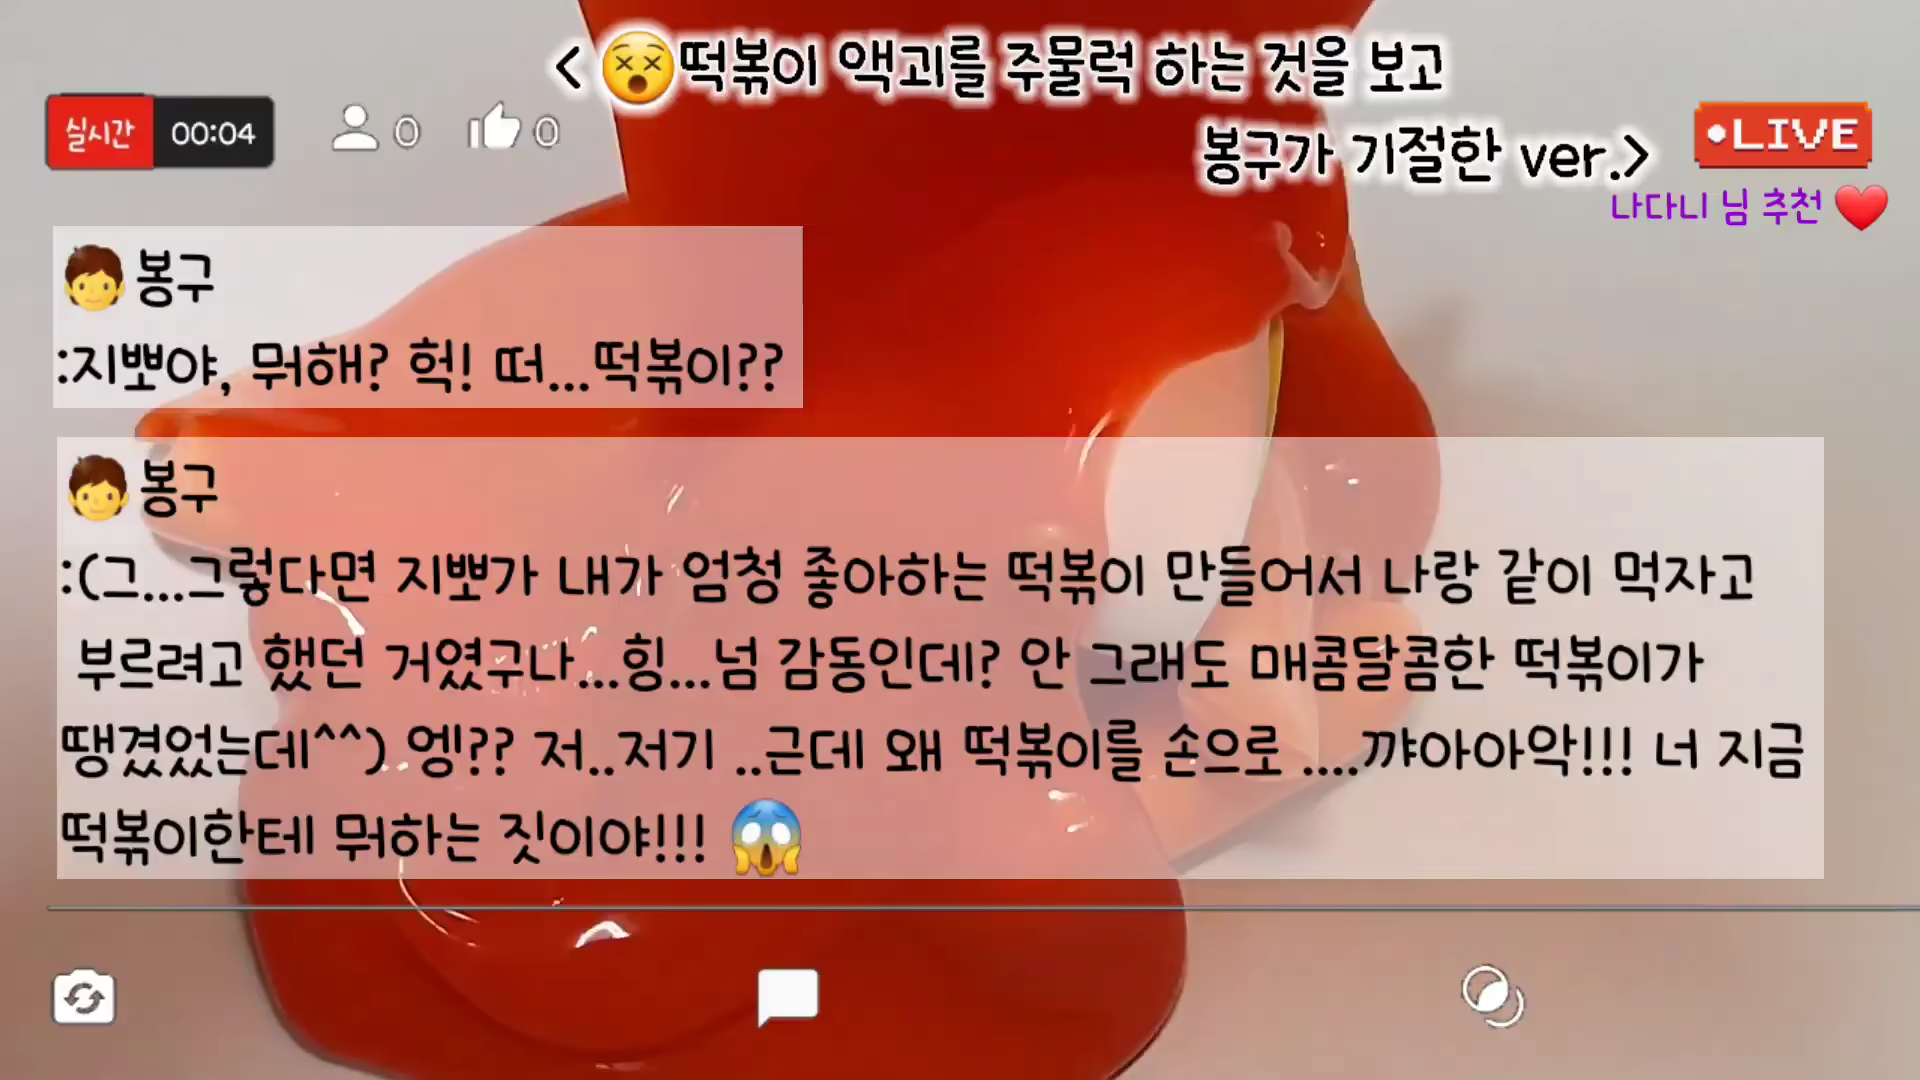 <😵떡볶이 액괴를 주물럭 하는 것을 보고
봉구가 기절한 ver.>
실시간 00:04 0 0
•LIVE
나다니 님 추천 ❤️
🧑봉구
:지뽀야, 뭐해? 헉! 떠...떡볶이??
🧑봉구
:(그...그렇다면 지뽀가 내가 엄청 좋아하는 떡볶이 만들어서 나랑 같이 먹자고
부르려고 했던 거였구나...힝...넘 감동인데? 안 그래도 매콤달콤한 떡볶이가
땡겼었는데^^) 엥?? 저..저기 ..근데 왜 떡볶이를 손으로 ....꺄아아악!!! 너 지금
떡볶이한테 뭐하는 짓이야!!! 😱